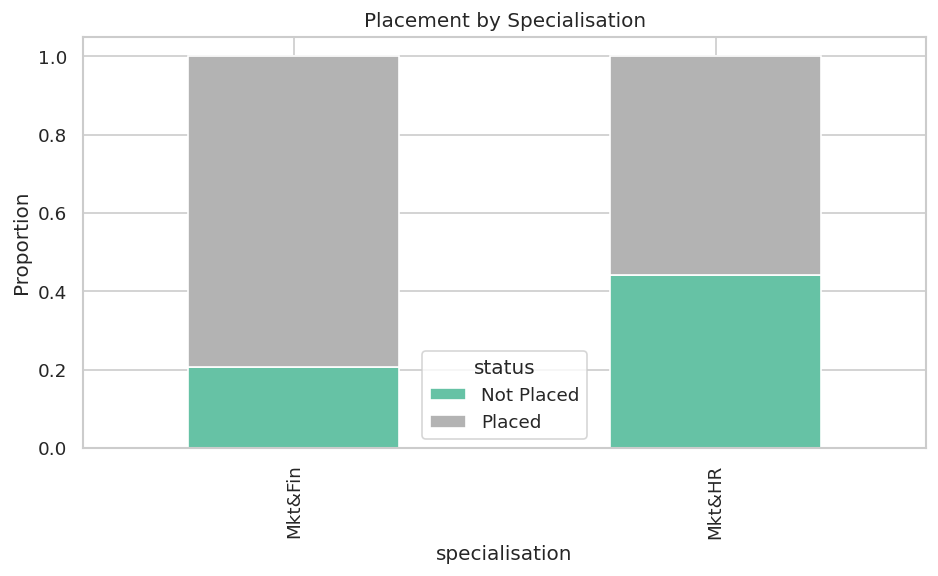 Placement by Specialisation
Proportion
1.0
0.8
0.6
0.4
0.2
0.0
status
Not Placed
Placed
Mkt&Fin
Mkt&HR
specialisation